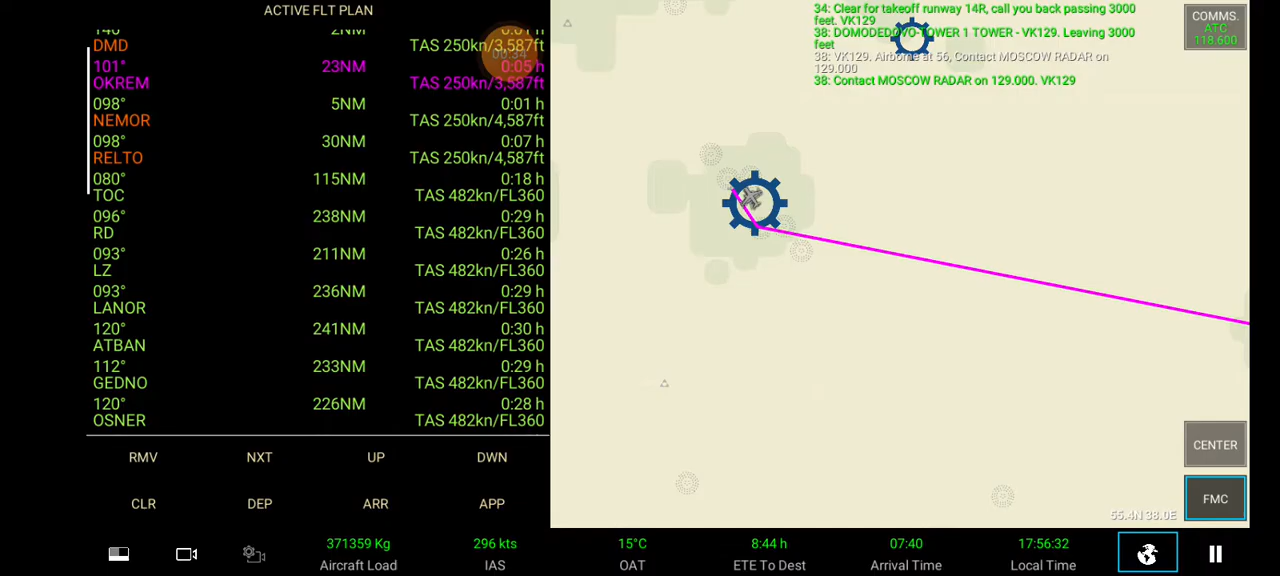 ACTIVE FLT PLAN
146° 2NM 0:01 h
DMD TAS 250kn/3,587ft
101° 23NM 0:05 h
OKREM TAS 250kn/3,587ft
098° 5NM 0:01 h
NEMOR TAS 250kn/4,587ft
098° 30NM 0:07 h
RELTO TAS 250kn/4,587ft
080° 115NM 0:18 h
TOC TAS 482kn/FL360
096° 238NM 0:29 h
RD TAS 482kn/FL360
093° 211NM 0:26 h
LZ TAS 482kn/FL360
093° 236NM 0:29 h
LANOR TAS 482kn/FL360
120° 241NM 0:30 h
ATBAN TAS 482kn/FL360
112° 233NM 0:29 h
GEDNO TAS 482kn/FL360
120° 226NM 0:28 h
OSNER TAS 482kn/FL360
RMV NXT UP DWN
CLR DEP ARR APP
34: Clear for takeoff runway 14R, call you back passing 3000
feet. VK129
38: DOMODEDOVO-TOWER 1 TOWER - VK129. Leaving 3000
feet
38: VK129. Airborne at 56, Contact MOSCOW RADAR on
129.000
38: Contact MOSCOW RADAR on 129.000. VK129
COMMS.
ATC
118.600
CENTER
FMC
55.4N 38.0E
371359 Kg 296 kts 15°C 8:44 h 07:40 17:56:32
Aircraft Load IAS OAT ETE To Dest Arrival Time Local Time